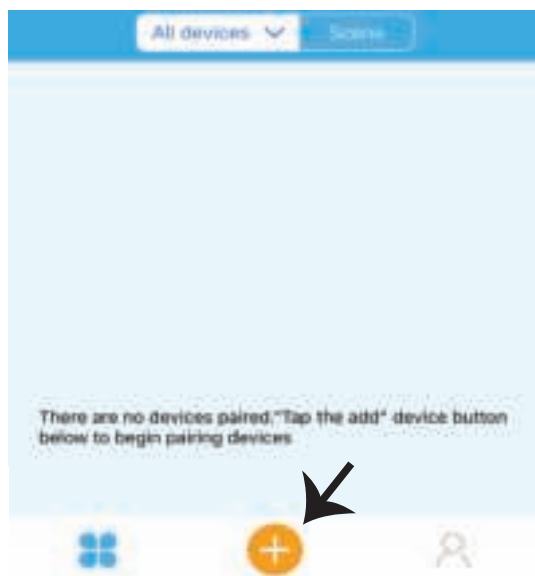 All devices
Scene
There are no devices paired."Tap the add" device button
below to begin pairing devices